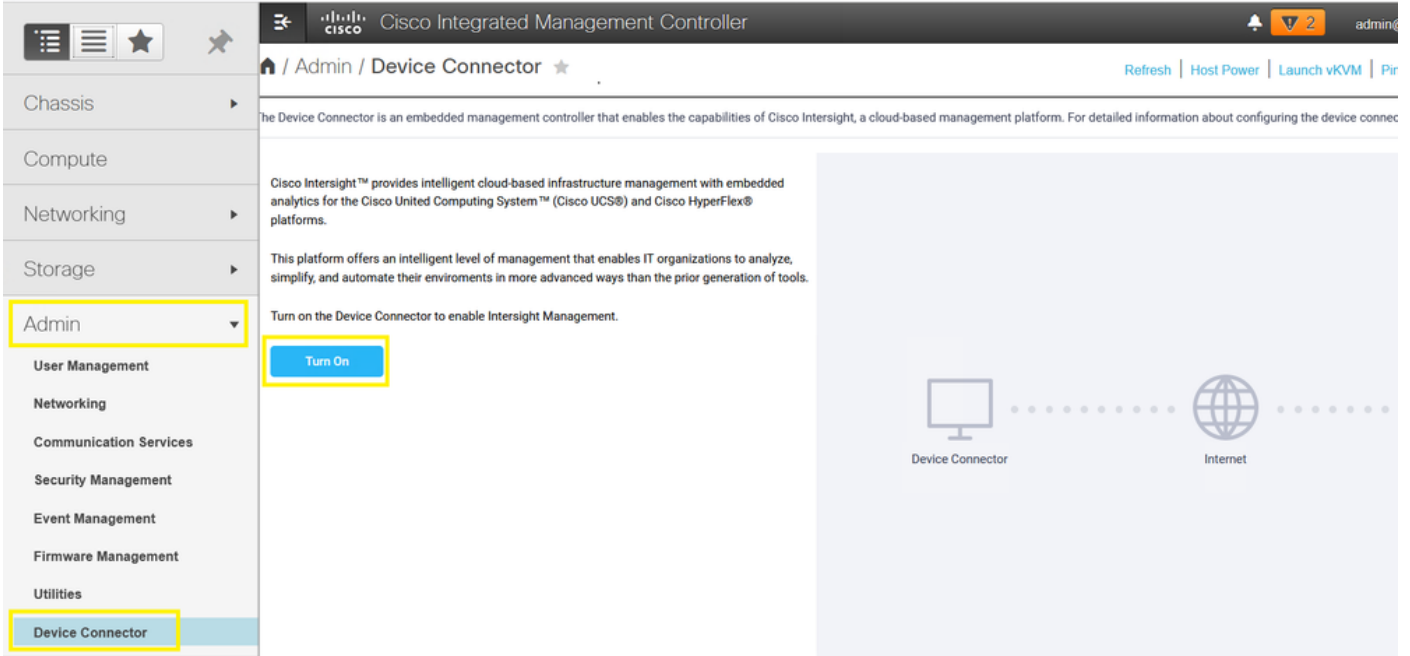 cisco Cisco Integrated Management Controller
2
admin@
/ Admin / Device Connector
Refresh | Host Power | Launch vKVM | Pin
Chassis
Compute
Networking
Storage
Admin
User Management
Networking
Communication Services
Security Management
Event Management
Firmware Management
Utilities
Device Connector
The Device Connector is an embedded management controller that enables the capabilities of Cisco Intersight, a cloud-based management platform. For detailed information about configuring the device connec
Cisco Intersight™ provides intelligent cloud-based infrastructure management with embedded
analytics for the Cisco United Computing System™ (Cisco UCS®) and Cisco HyperFlex®
platforms.
This platform offers an intelligent level of management that enables IT organizations to analyze,
simplify, and automate their enviroments in more advanced ways than the prior generation of tools.
Turn on the Device Connector to enable Intersight Management.
Turn On
Device Connector
Internet